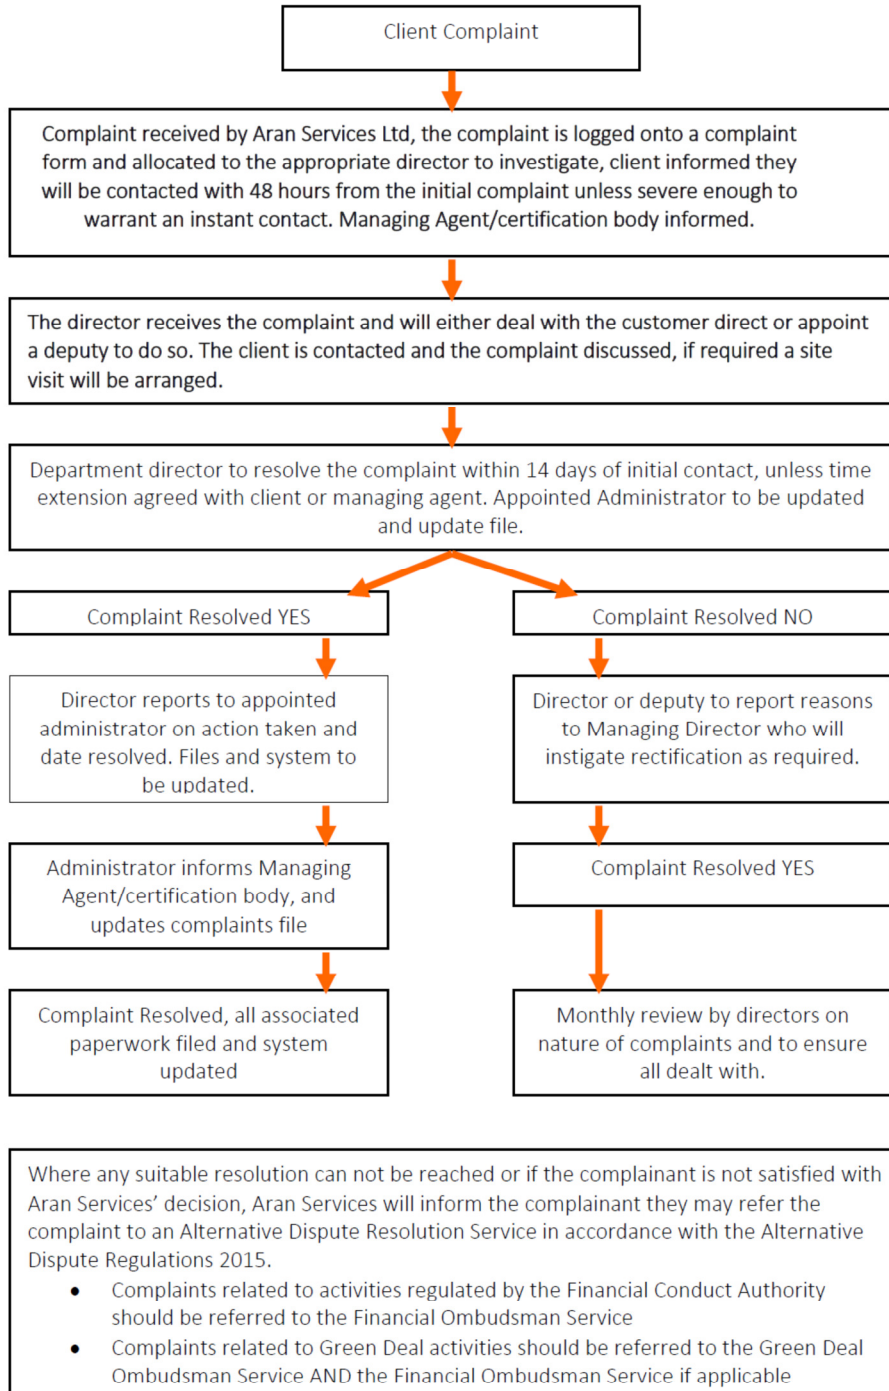 Client Complaint
Complaint received by Aran Services Ltd, the complaint is logged onto a complaint
form and allocated to the appropriate director to investigate, client informed they
will be contacted with 48 hours from the initial complaint unless severe enough to
warrant an instant contact. Managing Agent/certification body informed.
The director receives the complaint and will either deal with the customer direct or appoint
a deputy to do so. The client is contacted and the complaint discussed, if required a site
visit will be arranged.
Department director to resolve the complaint within 14 days of initial contact, unless time
extension agreed with client or managing agent. Appointed Administrator to be updated
and update file.
Complaint Resolved YES
Director reports to appointed
administrator on action taken and
date resolved. Files and system to
be updated.
Administrator informs Managing
Agent/certification body, and
updates complaints file
Complaint Resolved, all associated
paperwork filed and system
updated
Complaint Resolved NO
Director or deputy to report reasons
to Managing Director who will
instigate rectification as required.
Complaint Resolved YES
Monthly review by directors on
nature of complaints and to ensure
all dealt with.
Where any suitable resolution can not be reached or if the complainant is not satisfied with
Aran Services’ decision, Aran Services will inform the complainant they may refer the
complaint to an Alternative Dispute Resolution Service in accordance with the Alternative
Dispute Regulations 2015.
• Complaints related to activities regulated by the Financial Conduct Authority
should be referred to the Financial Ombudsman Service
• Complaints related to Green Deal activities should be referred to the Green Deal
Ombudsman Service AND the Financial Ombudsman Service if applicable